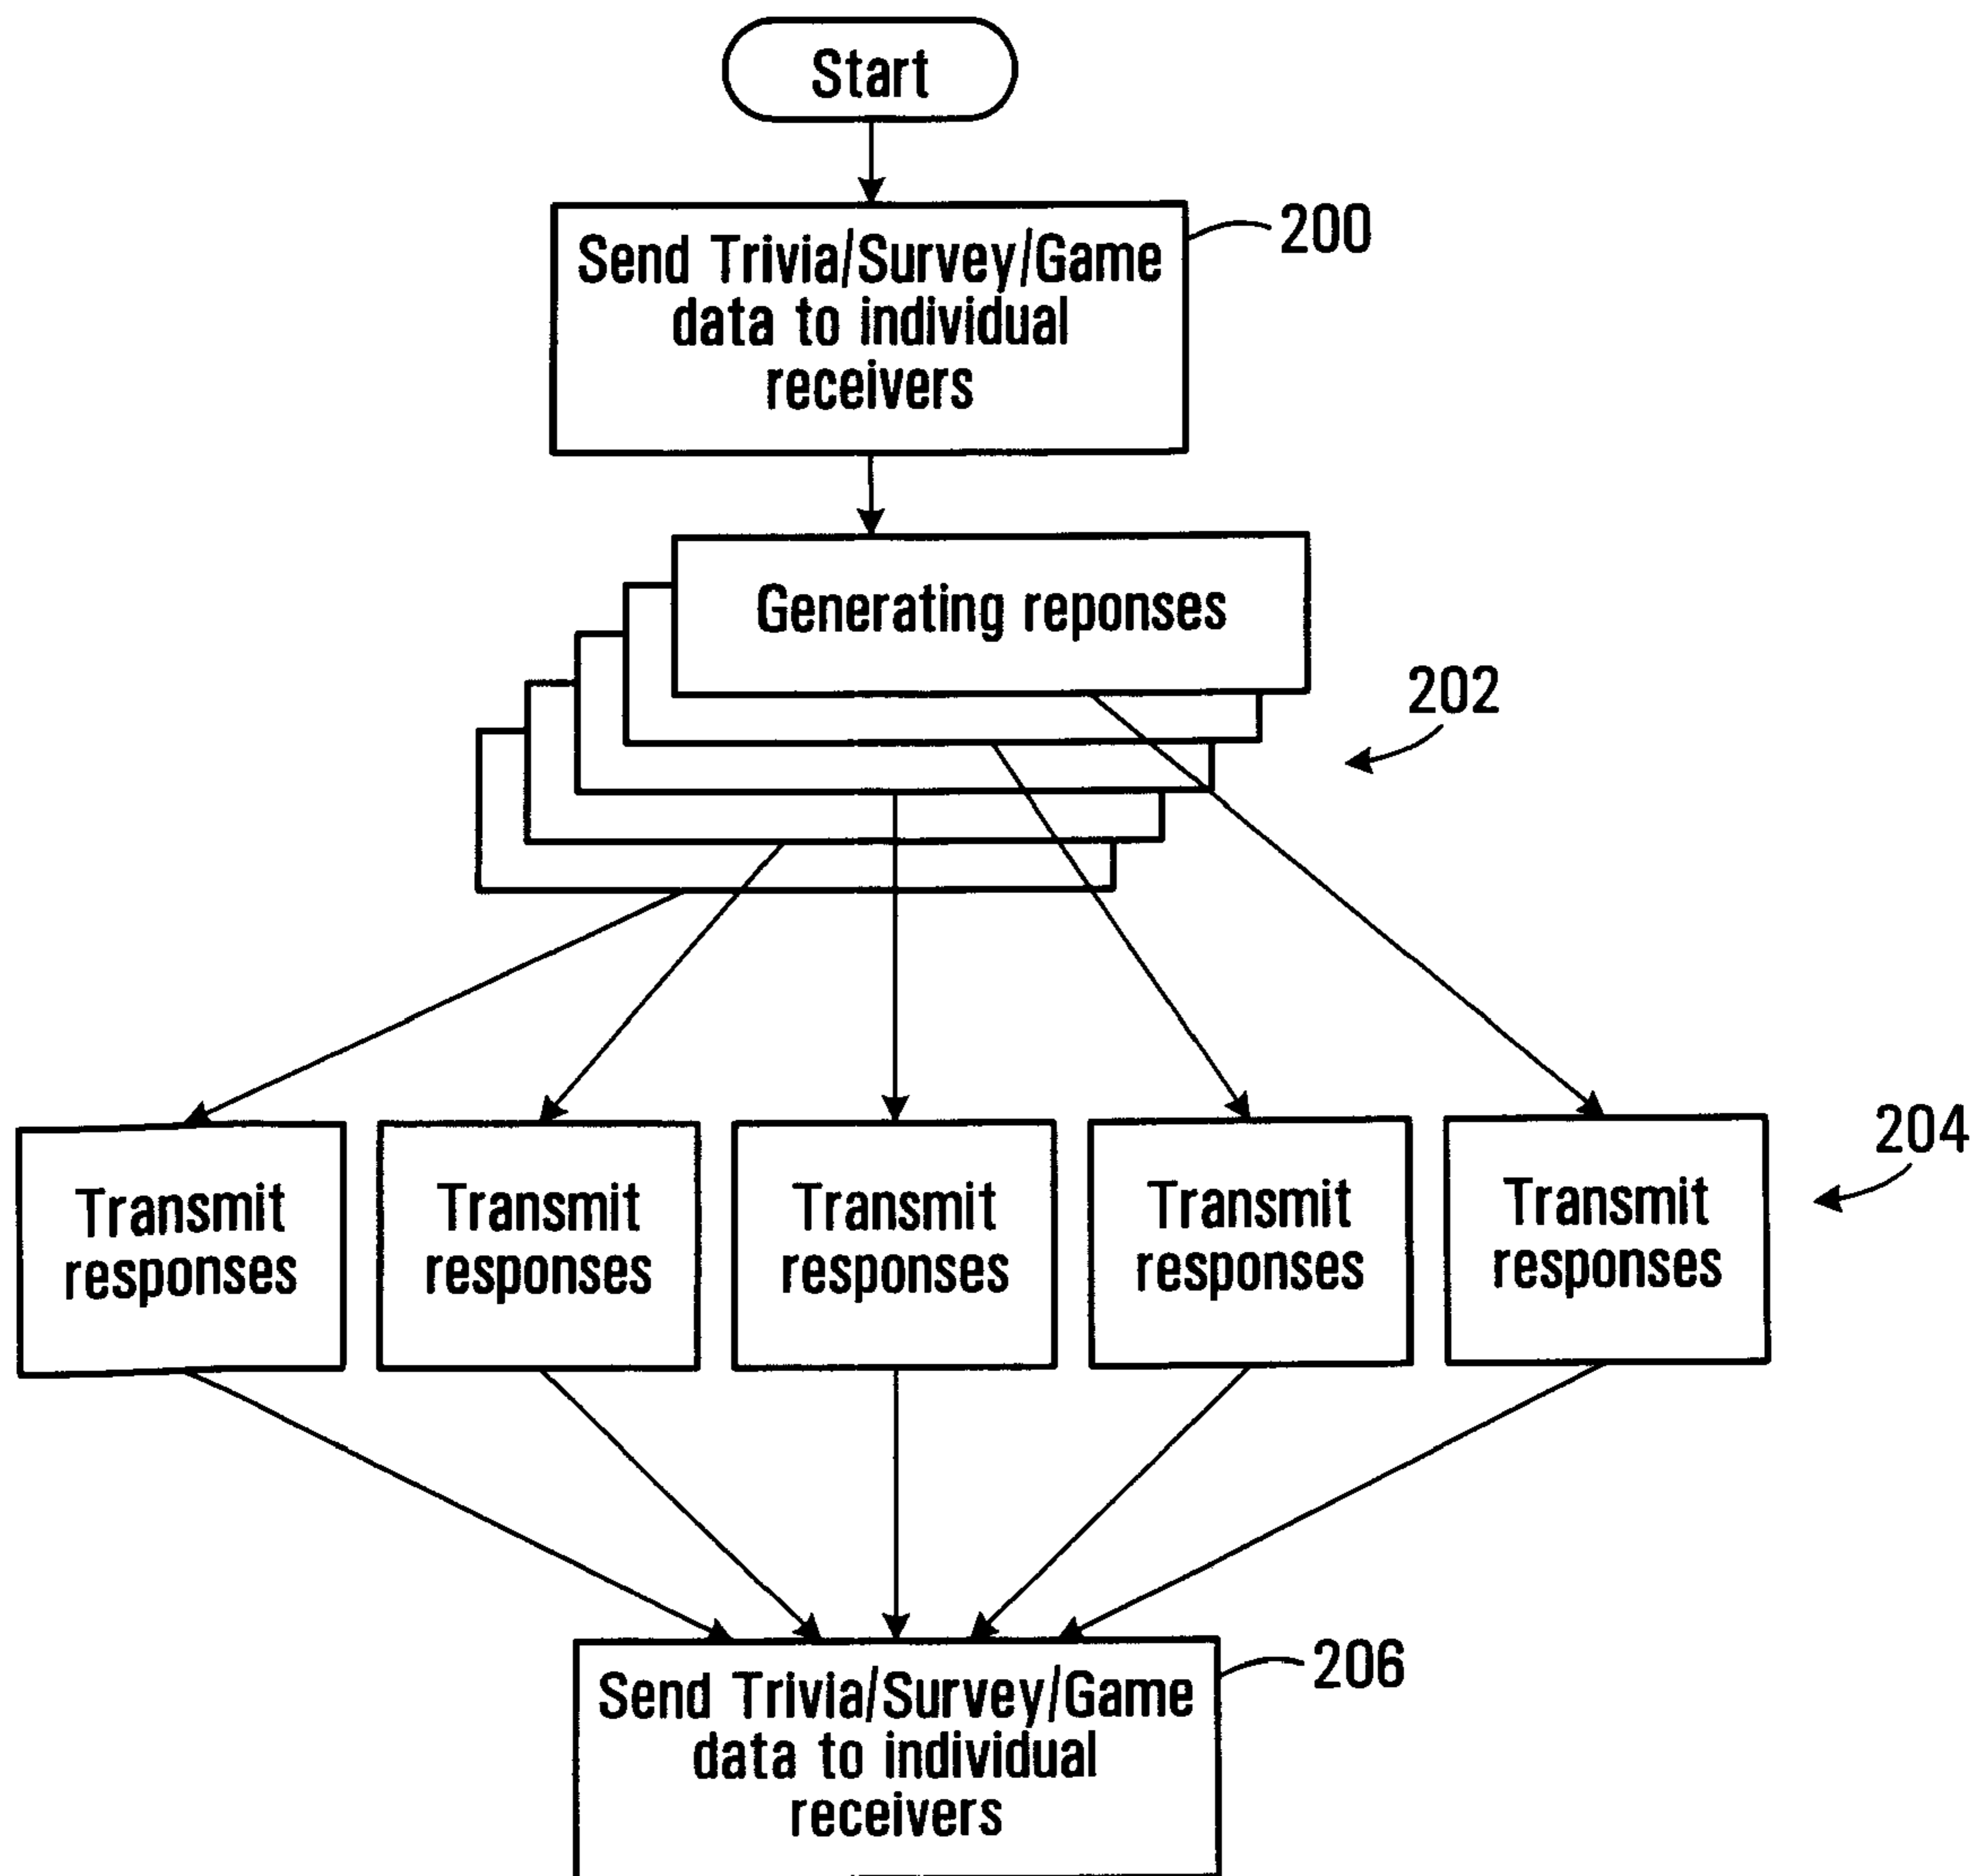 Start
Send Trivia/Survey/Game
data to individual
receivers
200
Generating reponses
202
204
Transmit
responses
Transmit
responses
Transmit
responses
Transmit
responses
Transmit
responses
Send Trivia/Survey/Game
data to individual
receivers
206